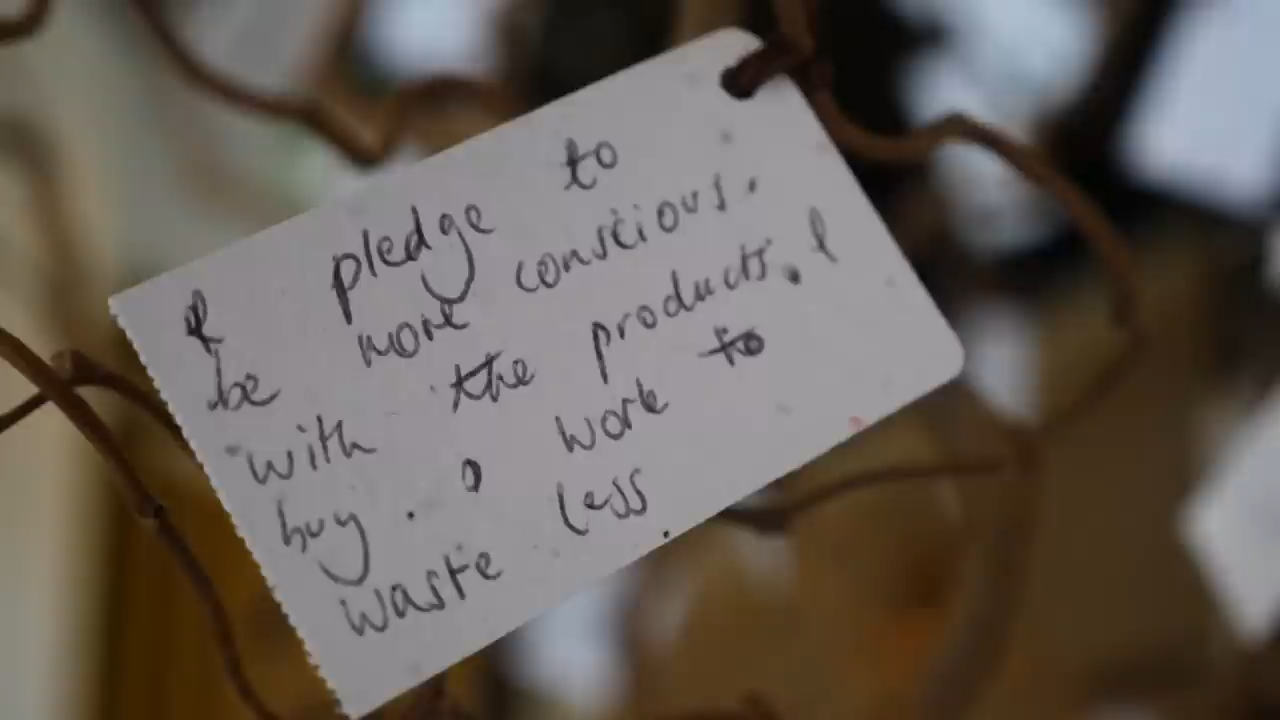 I pledge to
be more conscious.
with the products. I
buy. o work to
waste less.